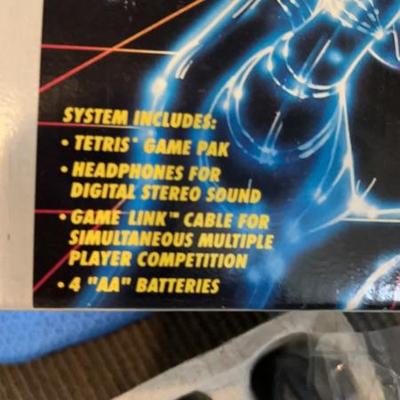 SYSTEM INCLUDES:
• TETRIS® GAME PAK
• HEADPHONES FOR
DIGITAL STEREO SOUND
• GAME LINK™ CABLE FOR
SIMULTANEOUS MULTIPLE
PLAYER COMPETITION
• 4 "AA" BATTERIES